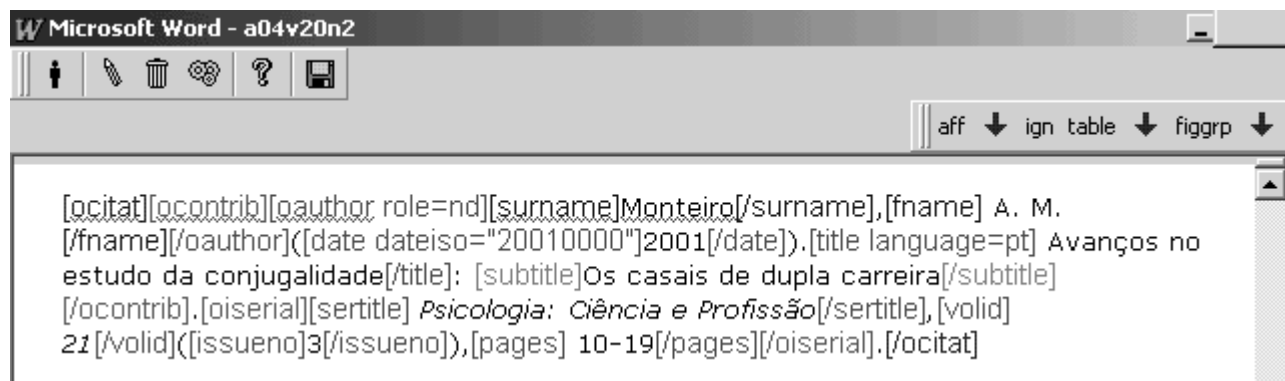 Microsoft Word - a04v20n2
aff ign table figgrp
[ocitat][ocontrib][oauthor role=nd][surname]Monteiro[/surname],[fname] A. M.
[/fname][/oauthor]([date dateiso="20010000"]2001[/date]).[title language=pt] Avanços no
estudo da conjugalidade[/title]: [subtitle]Os casais de dupla carreira[/subtitle]
[/ocontrib].[oiserial][sertitle] Psicologia: Ciência e Profissão[/sertitle],[volid]
21[/volid]([issueno]3[/issueno]),[pages] 10-19[/pages][/oiserial].[/ocitat]